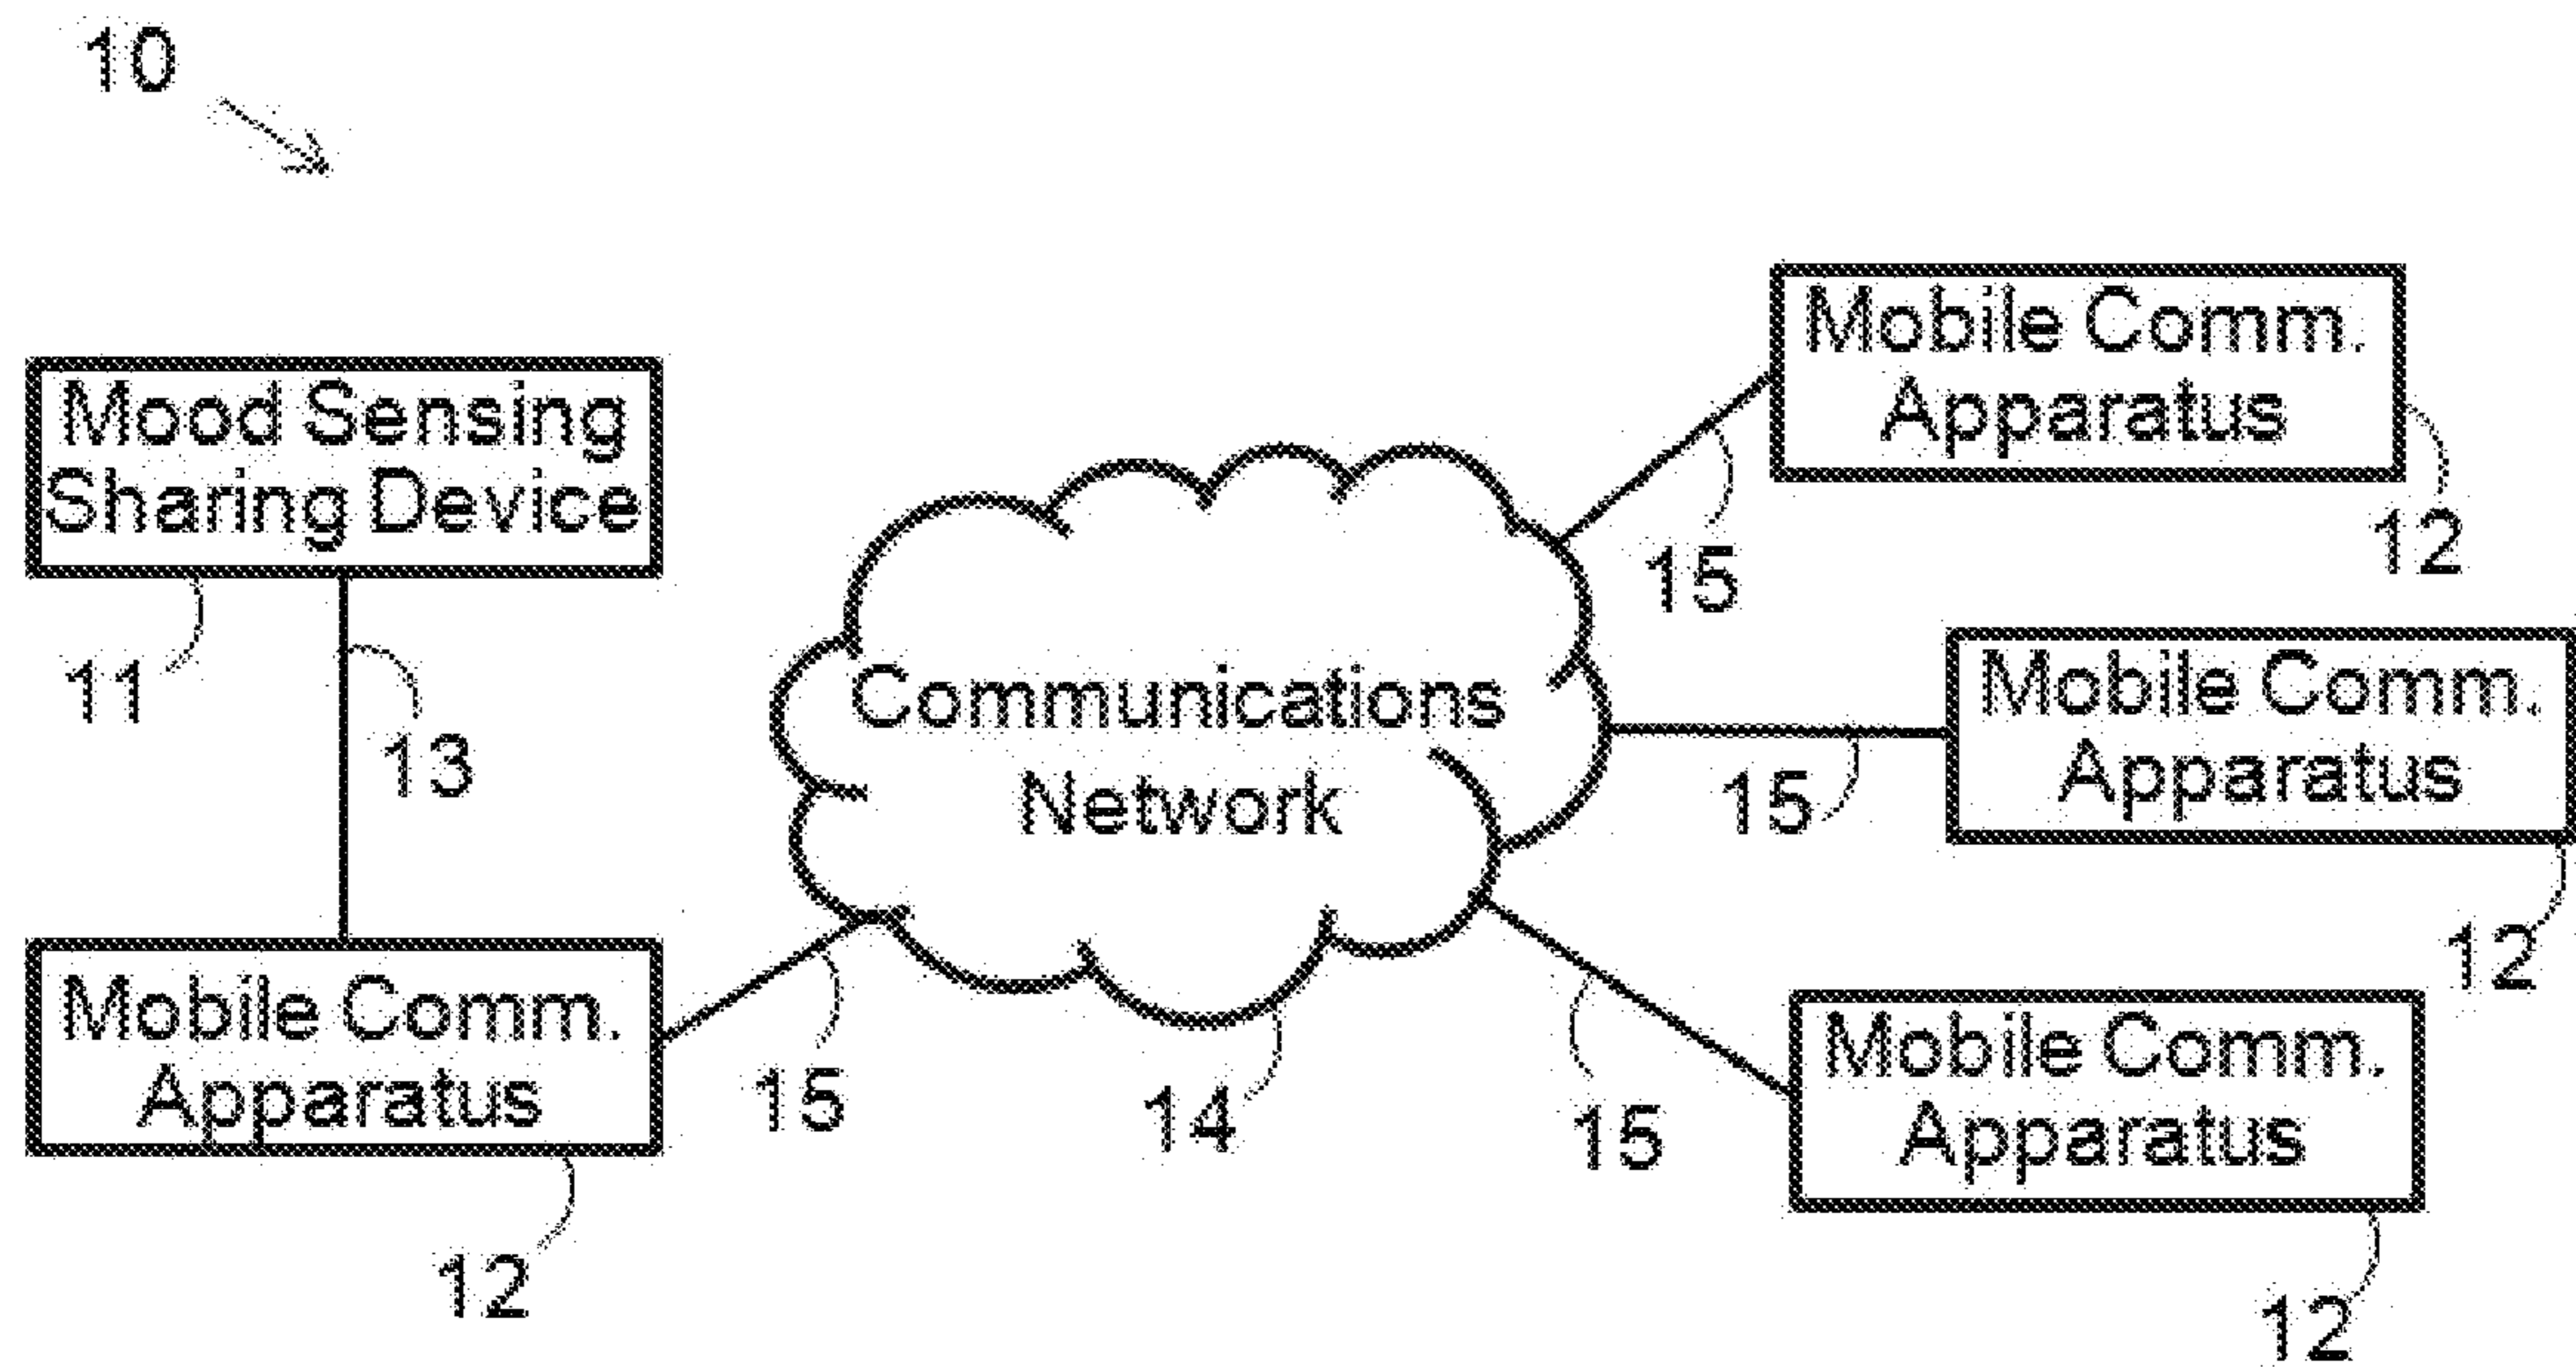 10
Mood Sensing
Sharing Device
11
13
Mobile Comm.
Apparatus
12
15
Communications
Network
14
Mobile Comm.
Apparatus
12
15
Mobile Comm.
Apparatus
12
15
Mobile Comm.
Apparatus
12
15